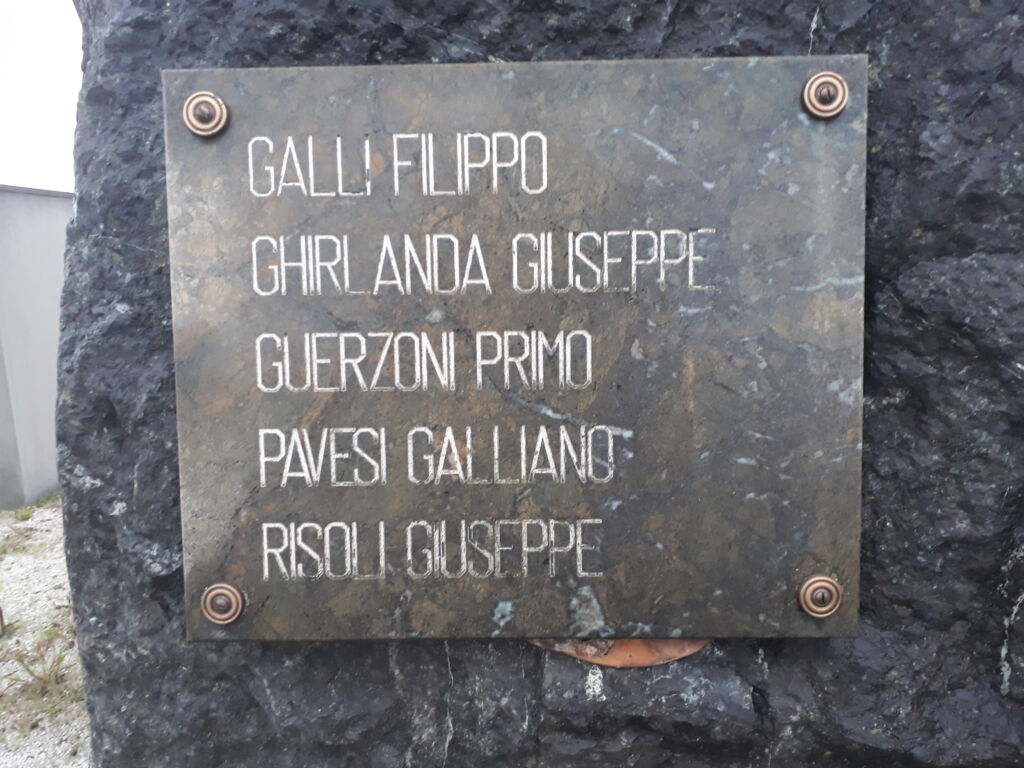 GALLI FILIPPO
GHIRLANDA GIUSEPPE
GUERZONI PRIMO
PAVESI GALLIANO
RISOLI GIUSEPPE